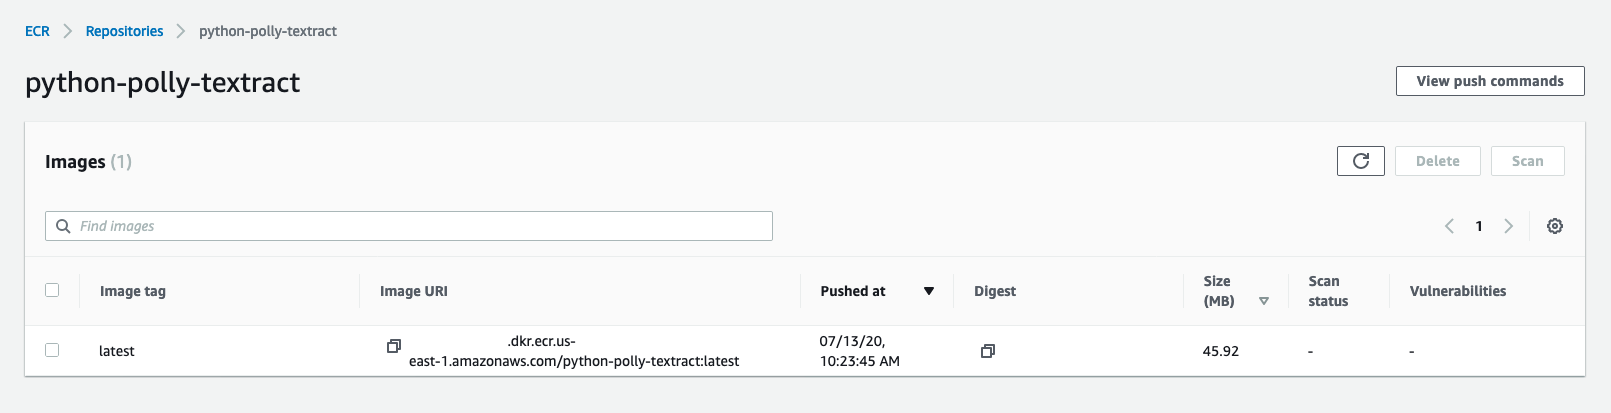 ECR > Repositories > python-polly-textract
python-polly-textract
View push commands
Images (1)
Delete
Scan
Find images
1
Image tag
Image URI
Pushed at
Digest
Size
(MB)
Scan
status
Vulnerabilities
latest
.dkr.ecr.us-
east-1.amazonaws.com/python-polly-textract:latest
07/13/20,
10:23:45 AM
45.92
-
-